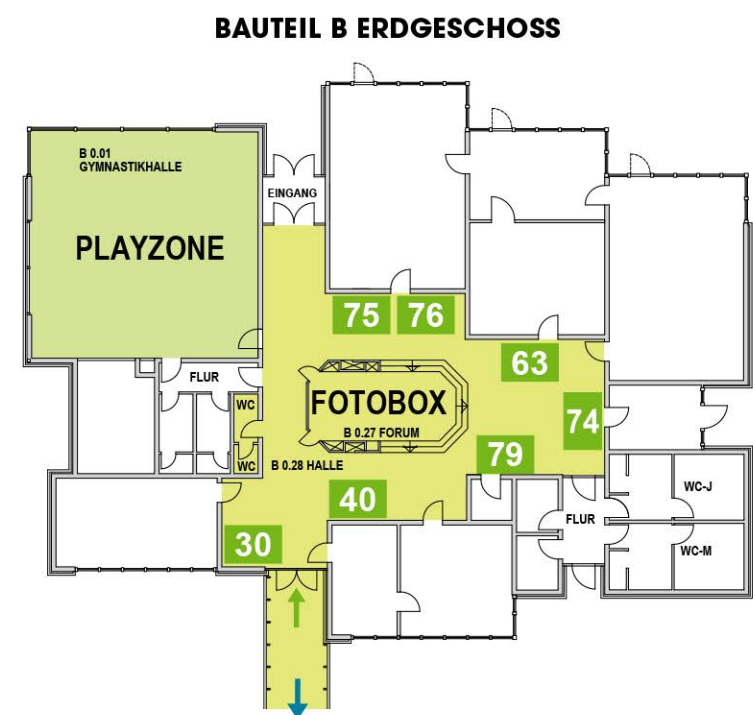 BAUTEIL B ERDGESCHOSS
B 0.01
GYMNASTIKHALLE
PLAYZONE
EINGANG
75
76
63
FLUR
WC
FOTOBOX
B 0.27 FORUM
74
WC
B 0.28 HALLE
79
WC-J
40
FLUR
30
WC-M